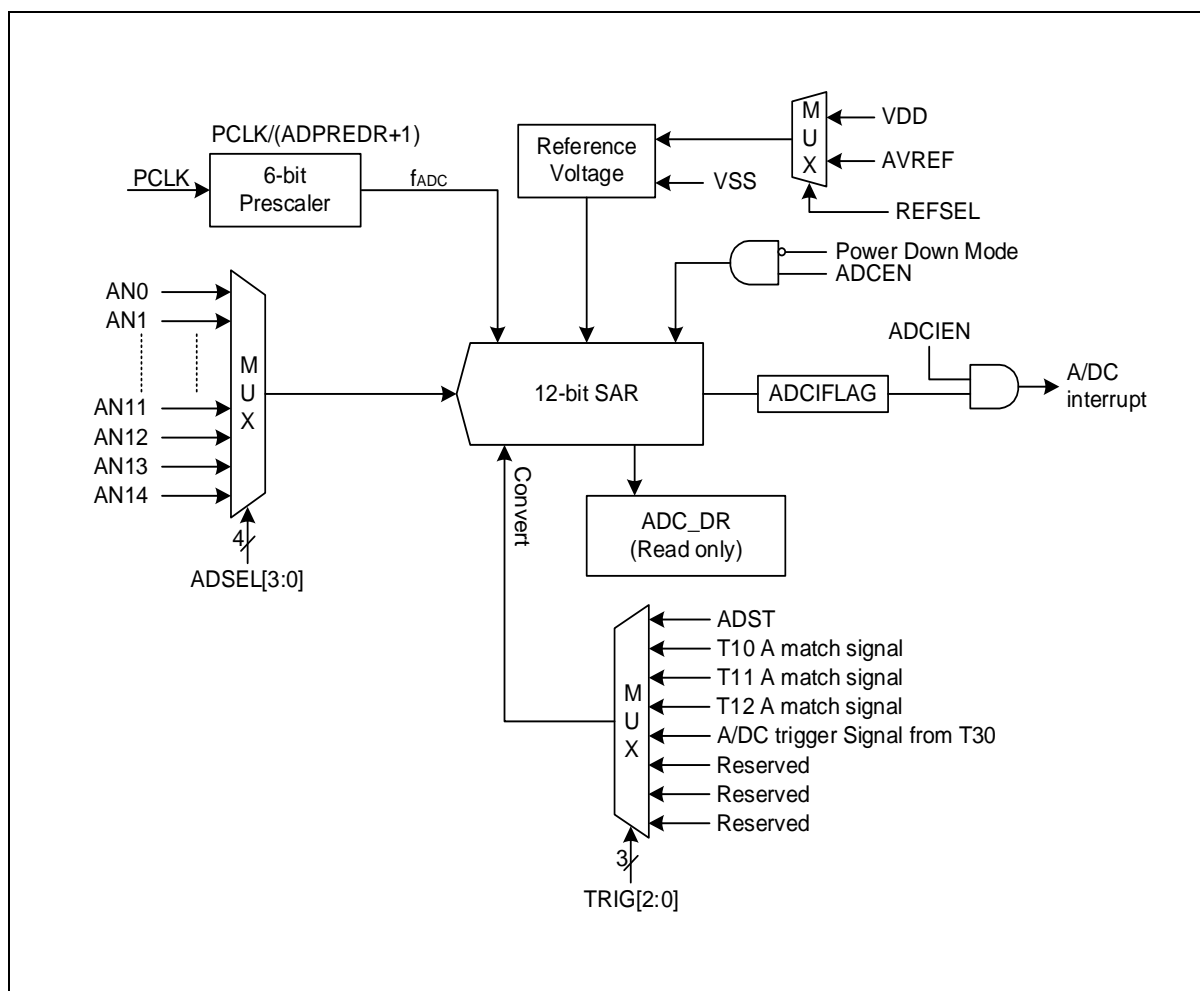 PCLK/(ADPREDR+1)
PCLK
6-bit
Prescaler
fADC
Reference
Voltage
VSS
M
U
X
VDD
AVREF
REFSEL
Power Down Mode
ADCEN
AN0
AN1
AN11
AN12
AN13
AN14
M
U
X
4
ADSEL[3:0]
12-bit SAR
ADCIFLAG
ADCIEN
A/DC
interrupt
Convert
ADC_DR
(Read only)
M
U
X
ADST
T10 A match signal
T11 A match signal
T12 A match signal
A/DC trigger Signal from T30
Reserved
Reserved
Reserved
3
TRIG[2:0]